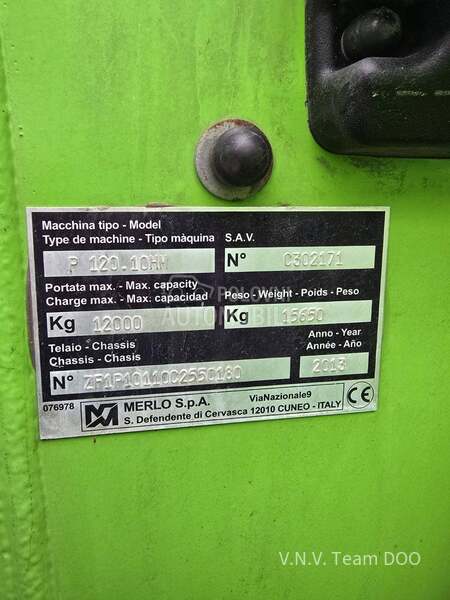 Macchina tipo - Model
Type de machine - Tipo màquina S.A.V.
P 120.10HM N° C302171
Portata max. - Max. capacity
Charge max. - Max. capacidad Peso - Weight - Poids - Peso
Kg 12000 Kg 15650
Telaio - Chassis Anno - Year
Chassis - Chasis Année - Año
N° ZF1P10110C2550180 2013
076978 MERLO S.p.A. ViaNazionale9
S. Defendente di Cervasca 12010 CUNEO - ITALY CE
POLOVNI
AUTOMOBILI
V.N.V. Team DOO